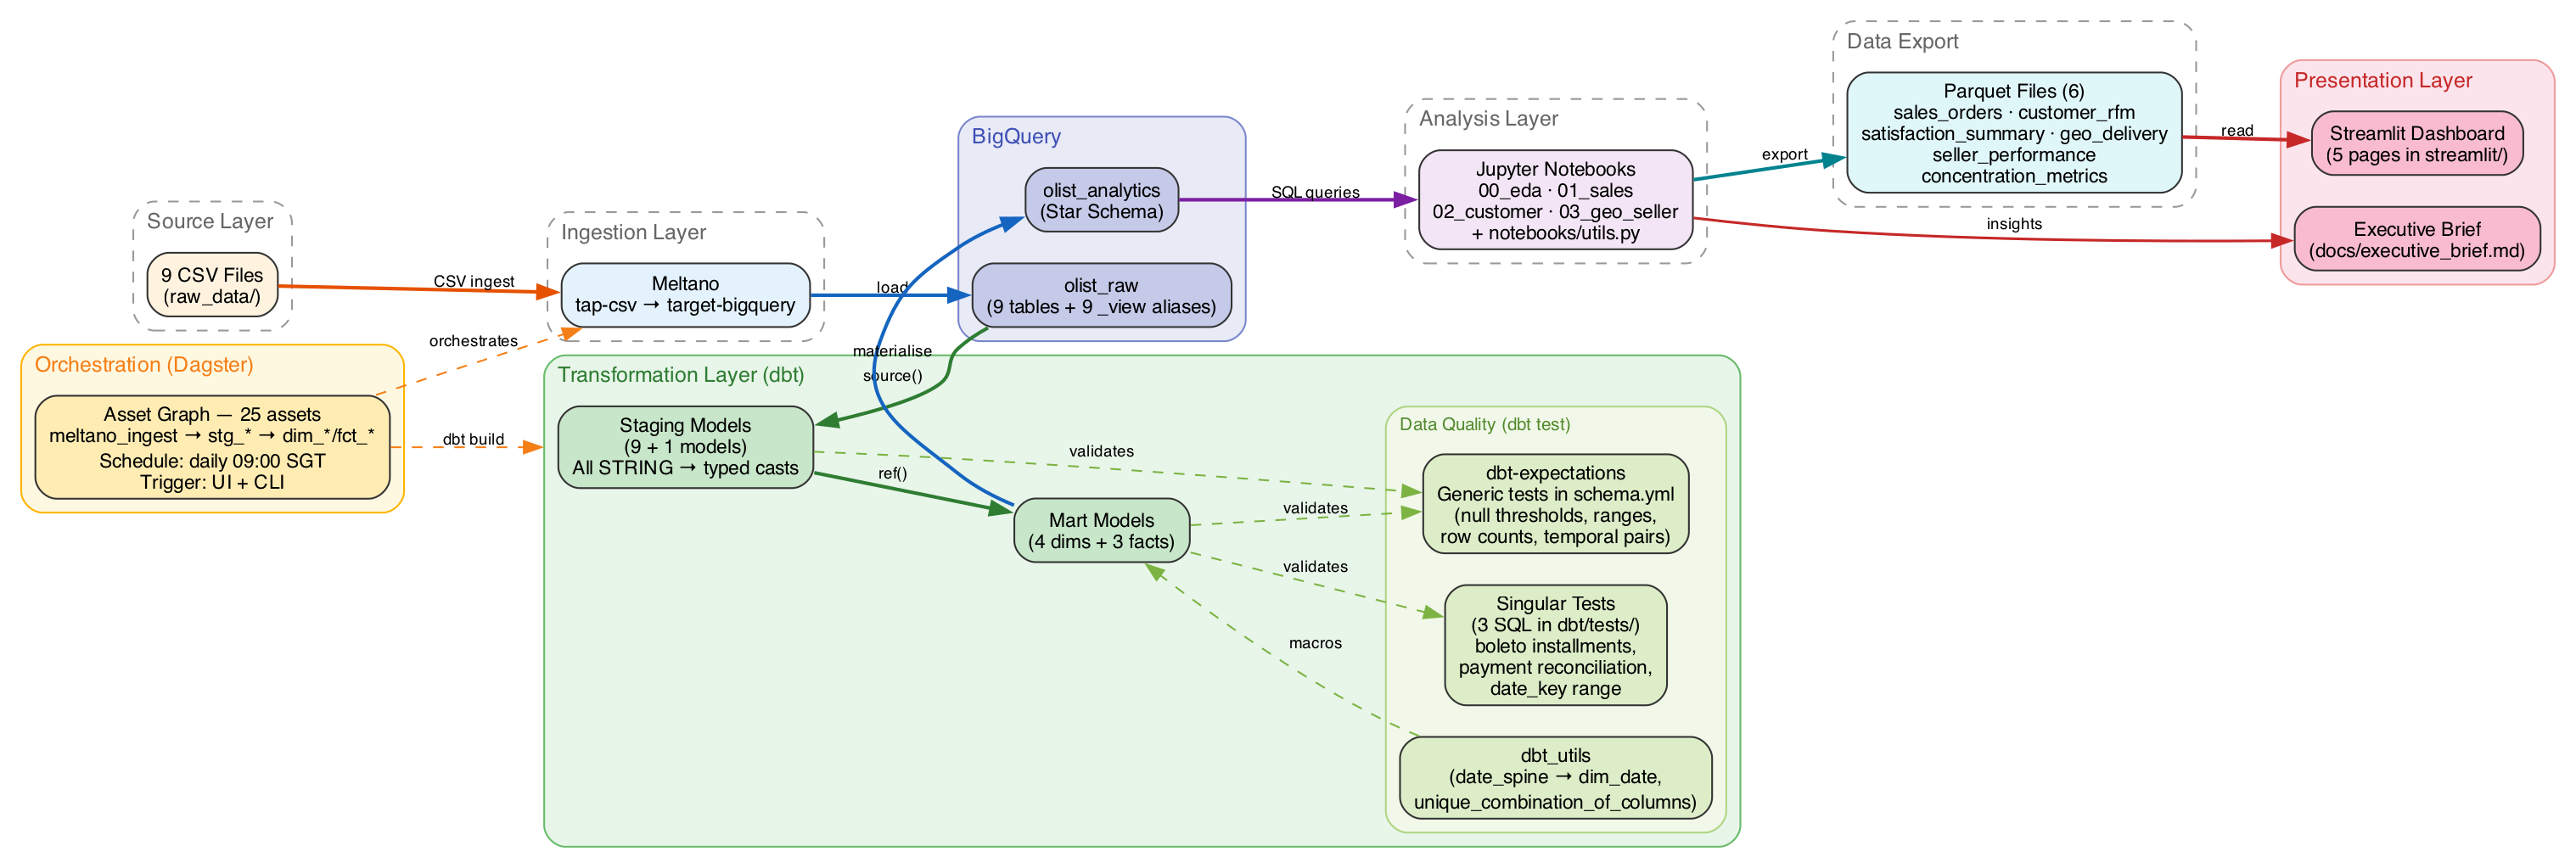 Source Layer
9 CSV Files
(raw_data/)
CSV ingest
Orchestration (Dagster)
Asset Graph — 25 assets
meltano_ingest → stg_* → dim_*/fct_*
Schedule: daily 09:00 SGT
Trigger: UI + CLI
orchestrates
dbt build
Ingestion Layer
Meltano
tap-csv → target-bigquery
load
BigQuery
olist_analytics
(Star Schema)
olist_raw
(9 tables + 9 _view aliases)
materialise
source()
Transformation Layer (dbt)
Staging Models
(9 + 1 models)
All STRING → typed casts
ref()
Mart Models
(4 dims + 3 facts)
validates
validates
validates
macros
Data Quality (dbt test)
dbt-expectations
Generic tests in schema.yml
(null thresholds, ranges,
row counts, temporal pairs)
Singular Tests
(3 SQL in dbt/tests/)
boleto installments,
payment reconciliation,
date_key range
dbt_utils
(date_spine → dim_date,
unique_combination_of_columns)
SQL queries
Analysis Layer
Jupyter Notebooks
00_eda · 01_sales
02_customer · 03_geo_seller
+ notebooks/utils.py
export
insights
Data Export
Parquet Files (6)
sales_orders · customer_rfm
satisfaction_summary · geo_delivery
seller_performance
concentration_metrics
read
Presentation Layer
Streamlit Dashboard
(5 pages in streamlit/)
Executive Brief
(docs/executive_brief.md)